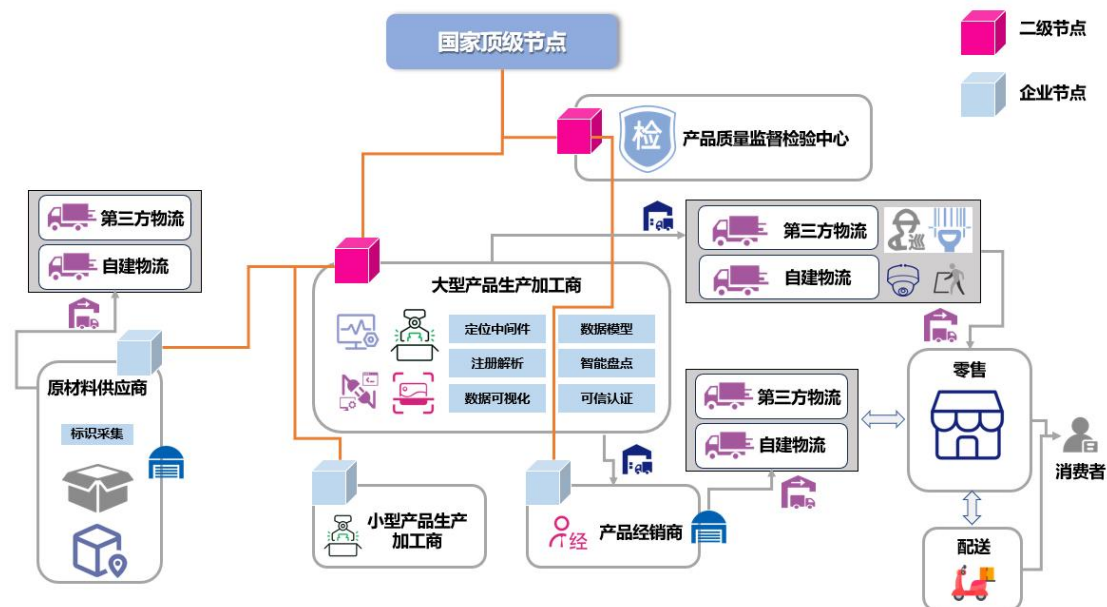 国家顶级节点
二级节点
企业节点
检
产品质量监督检验中心
第三方物流
自建物流
第三方物流
巡
自建物流
大型产品生产加工商
定位中间件
数据模型
注册解析
智能盘点
数据可视化
可信认证
原材料供应商
标识采集
零售
第三方物流
自建物流
消费者
小型产品生产
加工商
经
产品经销商
配送